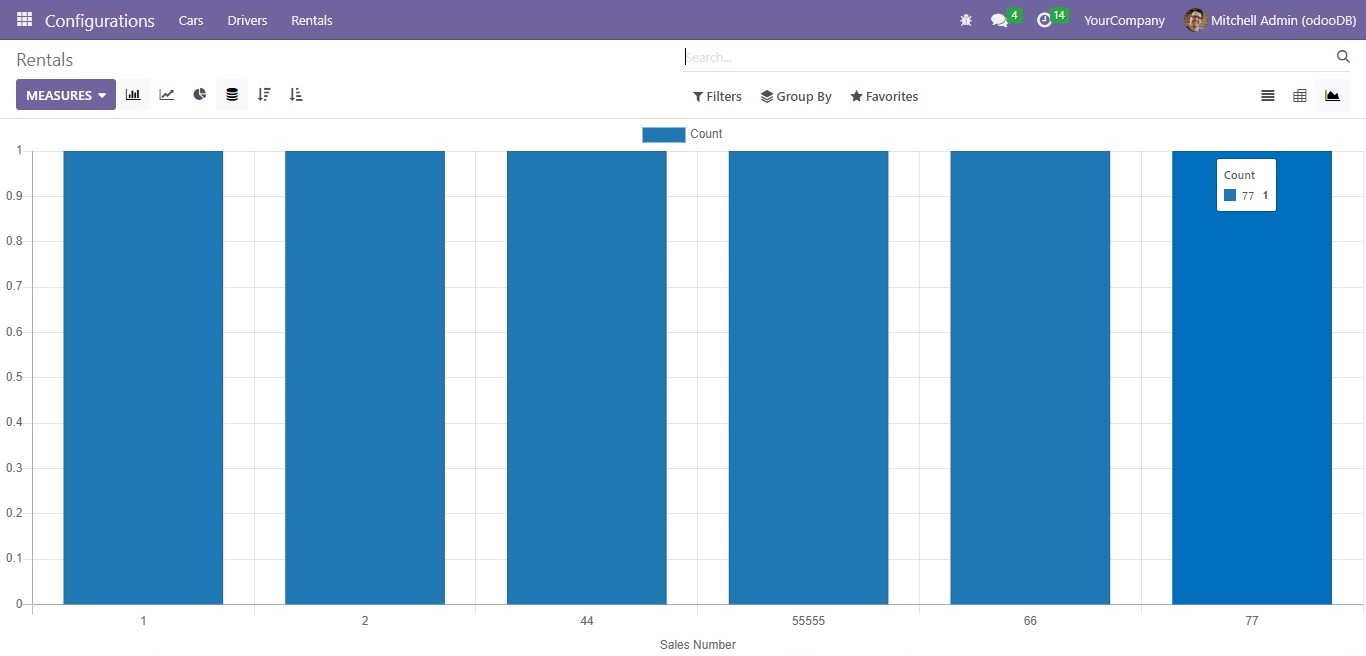 Configurations Cars Drivers Rentals 4 14 YourCompany Mitchell Admin (odooDB)
Rentals Search...
MEASURES Filters Group By Favorites
Count
1
0.9
0.8
0.7
0.6
0.5
0.4
0.3
0.2
0.1
0
Count
77 1
1 2 44 55555 66 77
Sales Number